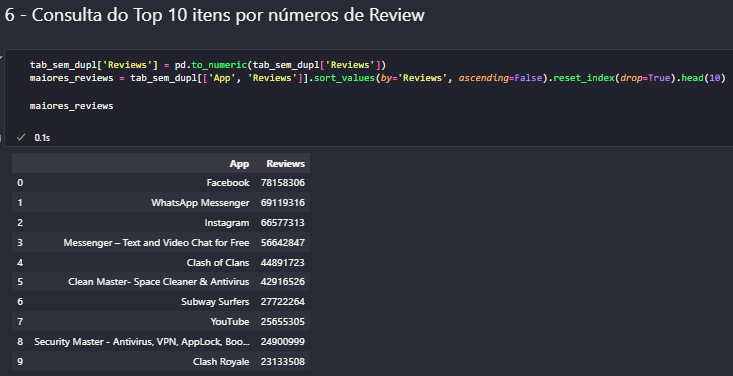 6 - Consulta do Top 10 itens por números de Review
tab_sem_dupl['Reviews'] = pd.to_numeric(tab_sem_dupl['Reviews'])
maiores_reviews = tab_sem_dupl[['App', 'Reviews']].sort_values(by='Reviews', ascending=False).reset_index(drop=True).head(10)
maiores_reviews
✓ 0.1s
App Reviews
0 Facebook 78158306
1 WhatsApp Messenger 69119316
2 Instagram 66577313
3 Messenger – Text and Video Chat for Free 56642847
4 Clash of Clans 44891723
5 Clean Master- Space Cleaner & Antivirus 42916526
6 Subway Surfers 27722264
7 YouTube 25655305
8 Security Master - Antivirus, VPN, AppLock, Boo... 24900999
9 Clash Royale 23133508